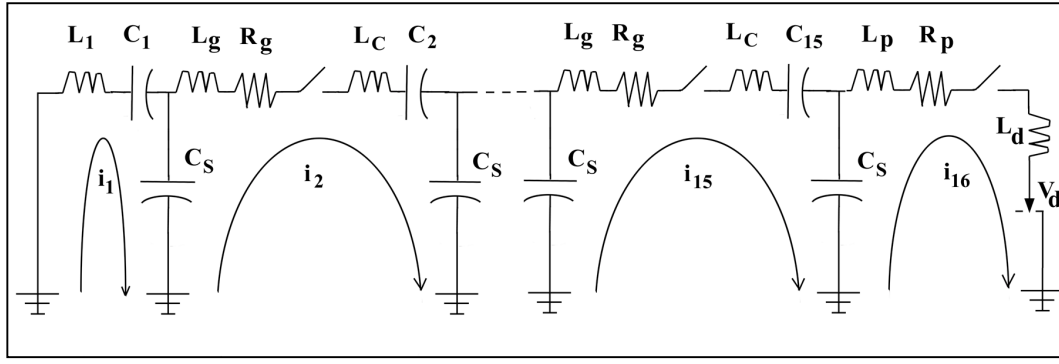 L1 C1 Lg Rg LC C2 Lg Rg LC C15 Lp Rp
Ld
CS CS CS CS
i1 i2 i15 i16
Vd